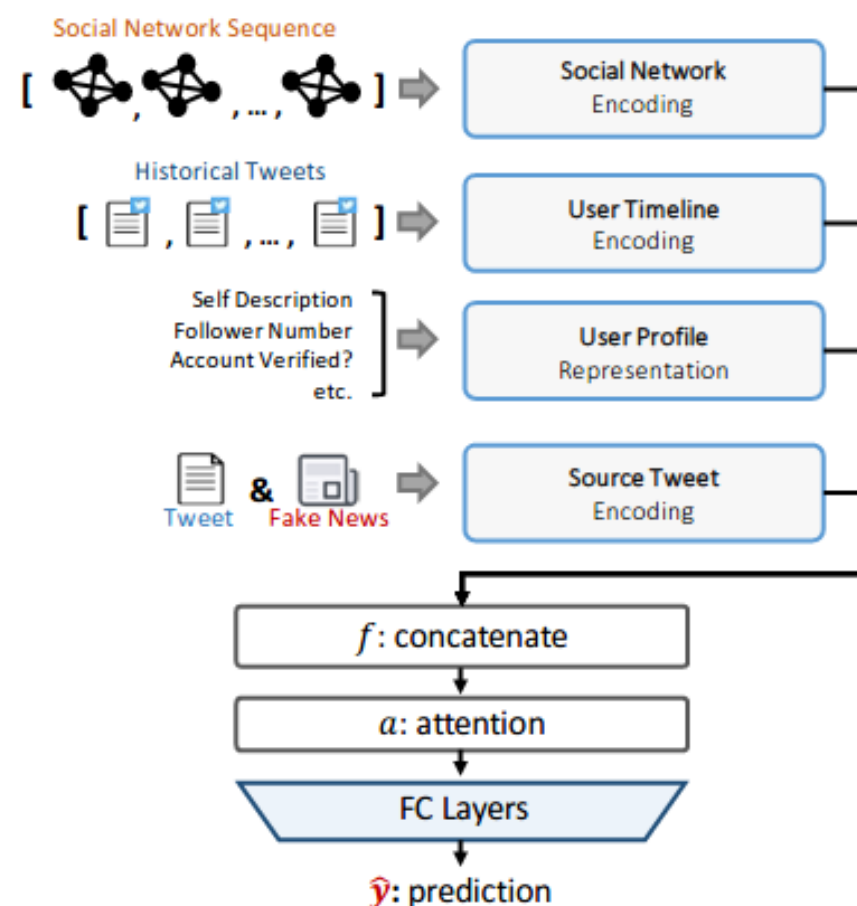 Social Network Sequence
[ , , ..., ]
Social Network
Encoding
Historical Tweets
[ , , ..., ]
User Timeline
Encoding
Self Description
Follower Number
Account Verified?
etc.
User Profile
Representation
&
Tweet
Fake News
Source Tweet
Encoding
f: concatenate
a: attention
FC Layers
ŷ: prediction